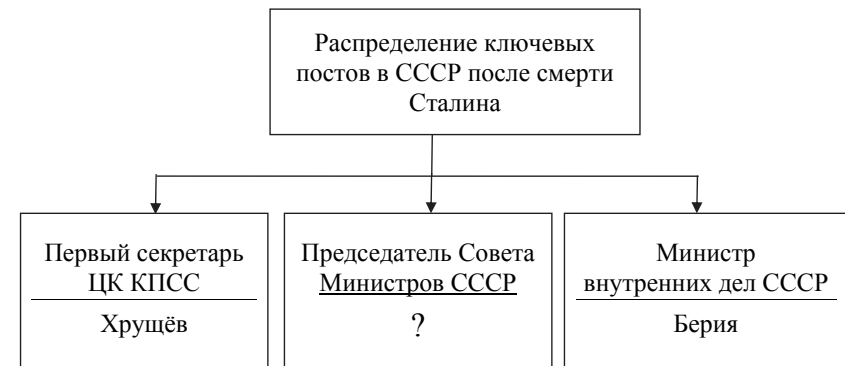 Распределение ключевых
постов в СССР после смерти
Сталина
Первый секретарь
ЦК КПСС
Хрущёв
Председатель Совета
Министров СССР
?
Министр
внутренних дел СССР
Берия